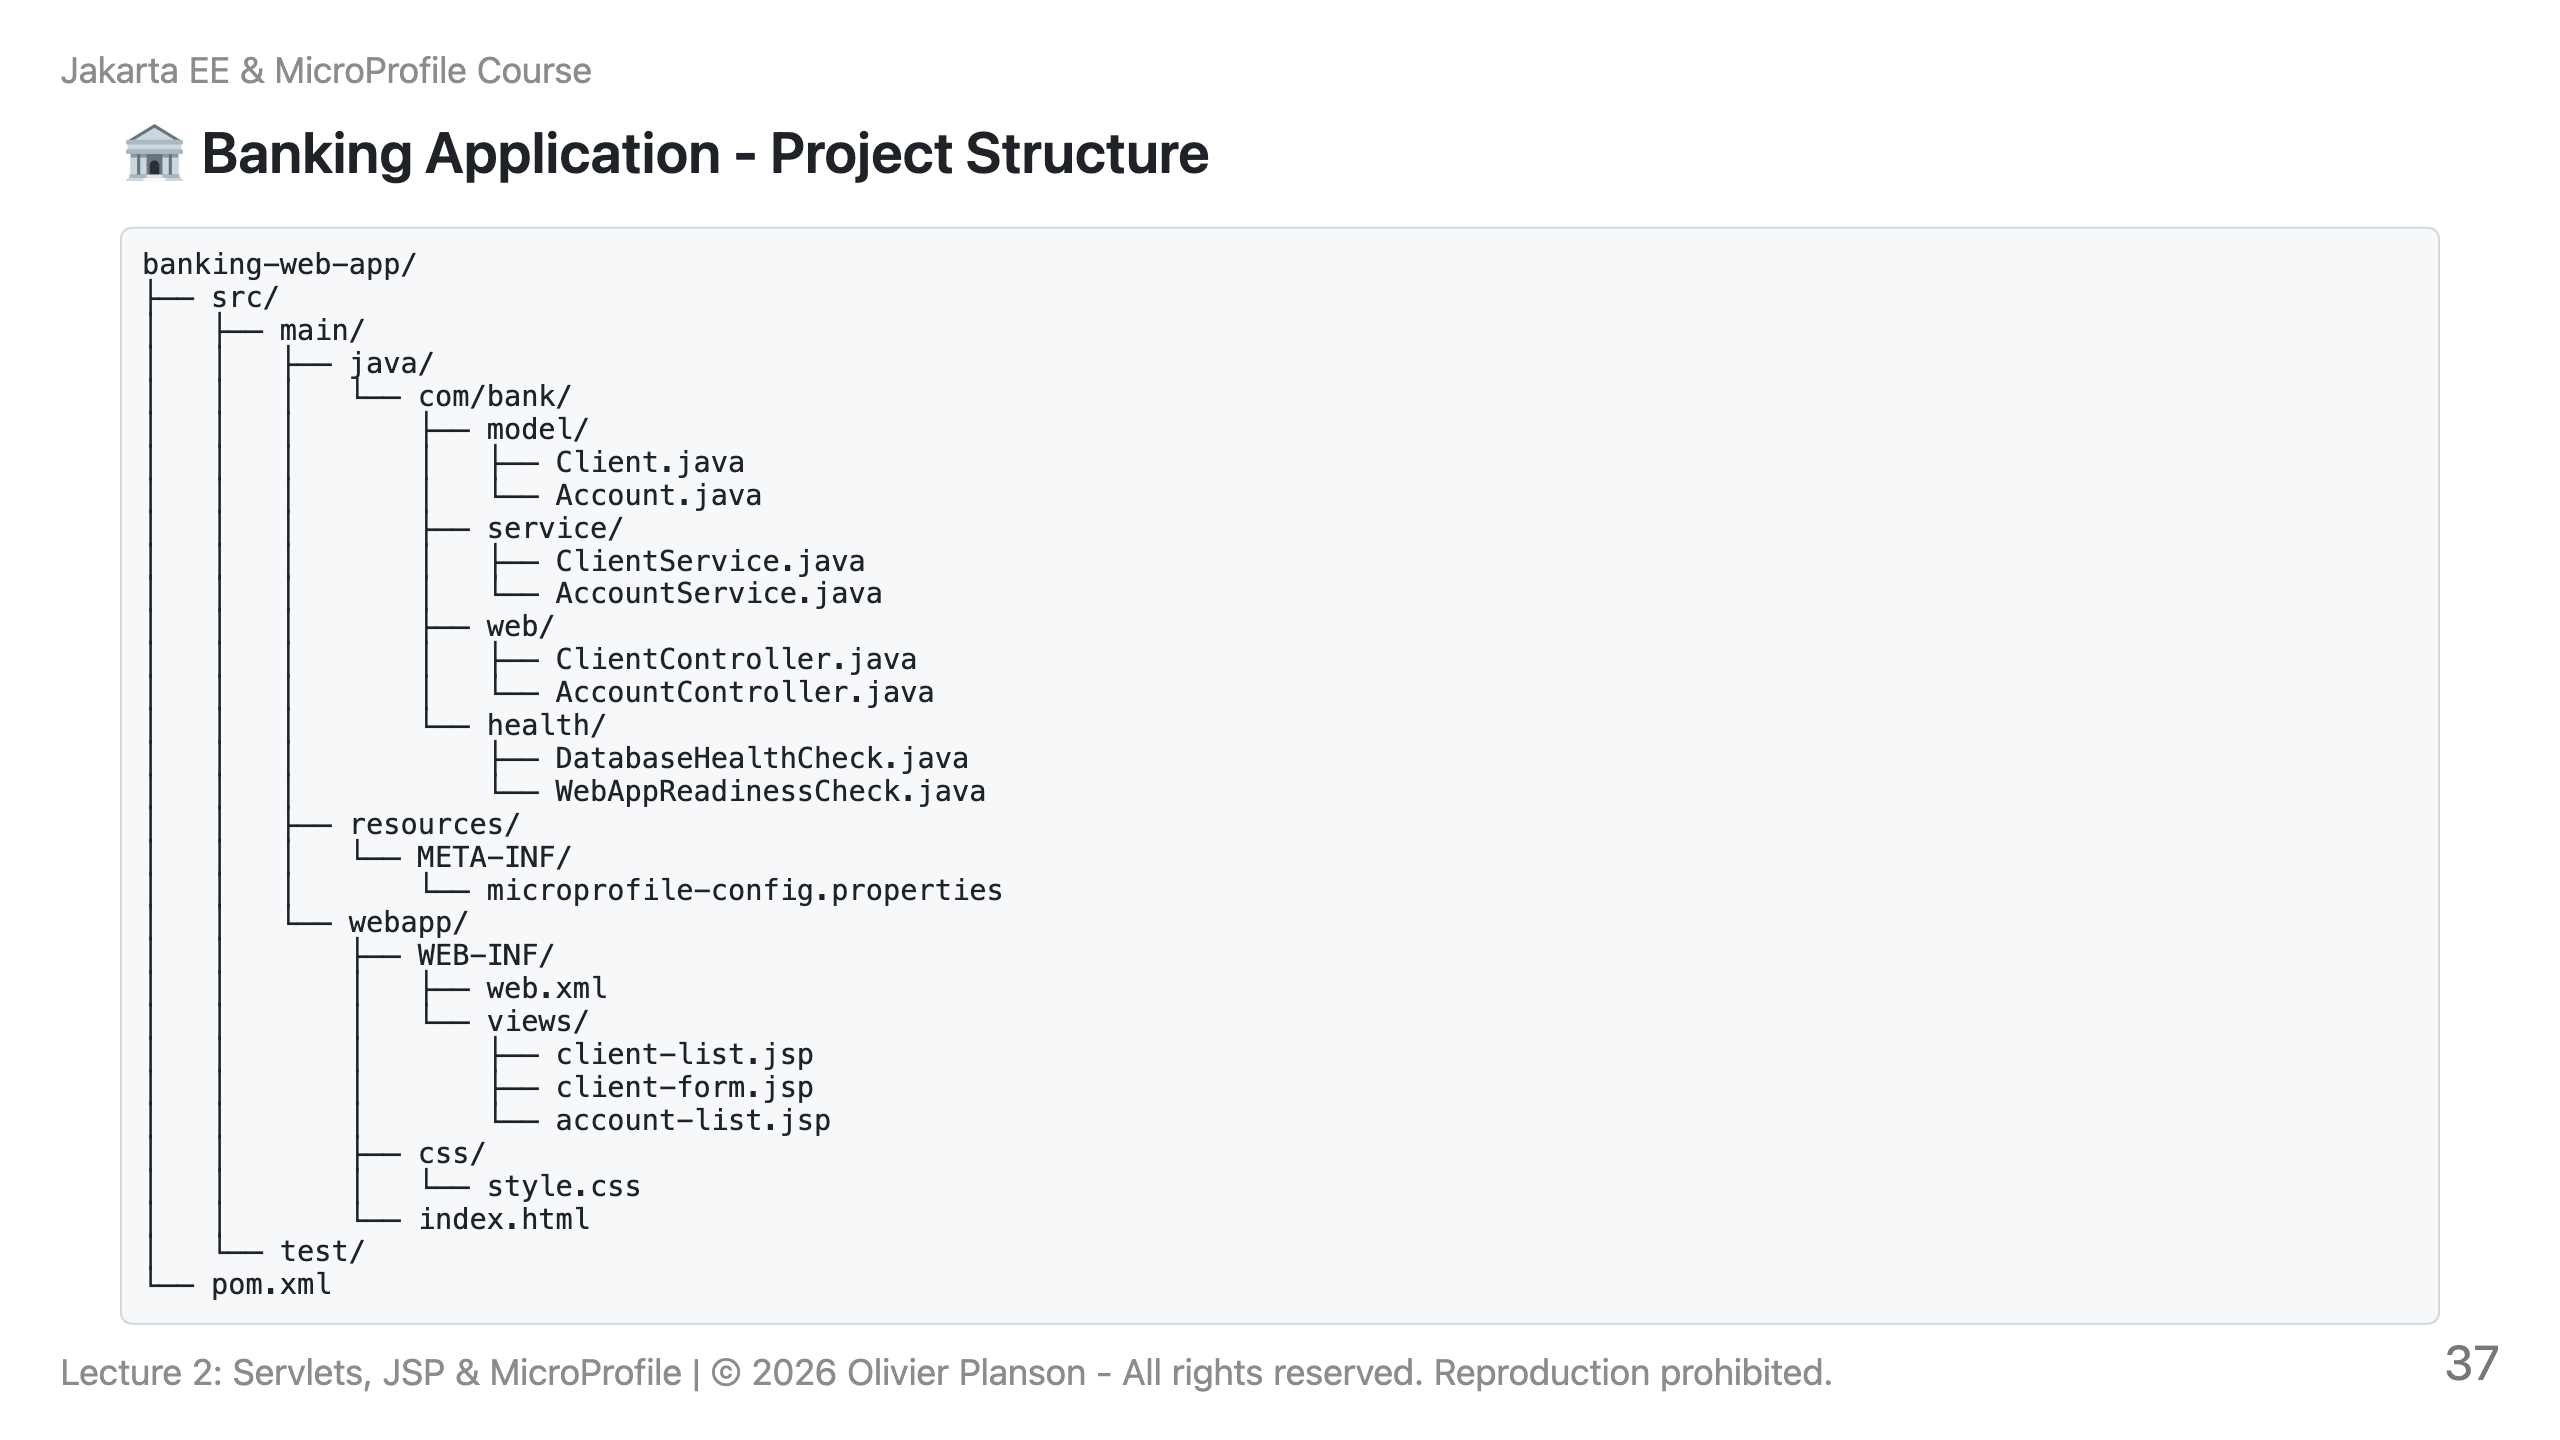 Jakarta EE & MicroProfile Course
🏛️ Banking Application - Project Structure
banking-web-app/
├── src/
│   ├── main/
│   │   ├── java/
│   │   │   └── com/bank/
│   │   │       ├── model/
│   │   │       │   ├── Client.java
│   │   │       │   └── Account.java
│   │   │       ├── service/
│   │   │       │   ├── ClientService.java
│   │   │       │   └── AccountService.java
│   │   │       ├── web/
│   │   │       │   ├── ClientController.java
│   │   │       │   └── AccountController.java
│   │   │       └── health/
│   │   │           ├── DatabaseHealthCheck.java
│   │   │           └── WebAppReadinessCheck.java
│   │   ├── resources/
│   │   │   └── META-INF/
│   │   │       └── microprofile-config.properties
│   │   └── webapp/
│   │       ├── WEB-INF/
│   │       │   ├── web.xml
│   │       │   └── views/
│   │       │       ├── client-list.jsp
│   │       │       ├── client-form.jsp
│   │       │       └── account-list.jsp
│   │       ├── css/
│   │       │   └── style.css
│   │       └── index.html
│   └── test/
└── pom.xml
Lecture 2: Servlets, JSP & MicroProfile | © 2026 Olivier Planson - All rights reserved. Reproduction prohibited.
37